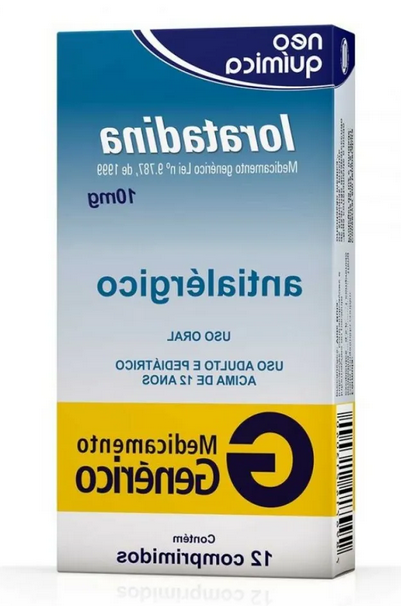 neo
química
loratadina
Medicamento genérico Lei nº 9.787, de 1999
10mg
antialérgico
USO ORAL
USO ADULTO E PEDIÁTRICO
ACIMA DE 12 ANOS
G
Medicamento
Genérico
Contém
12 comprimidos